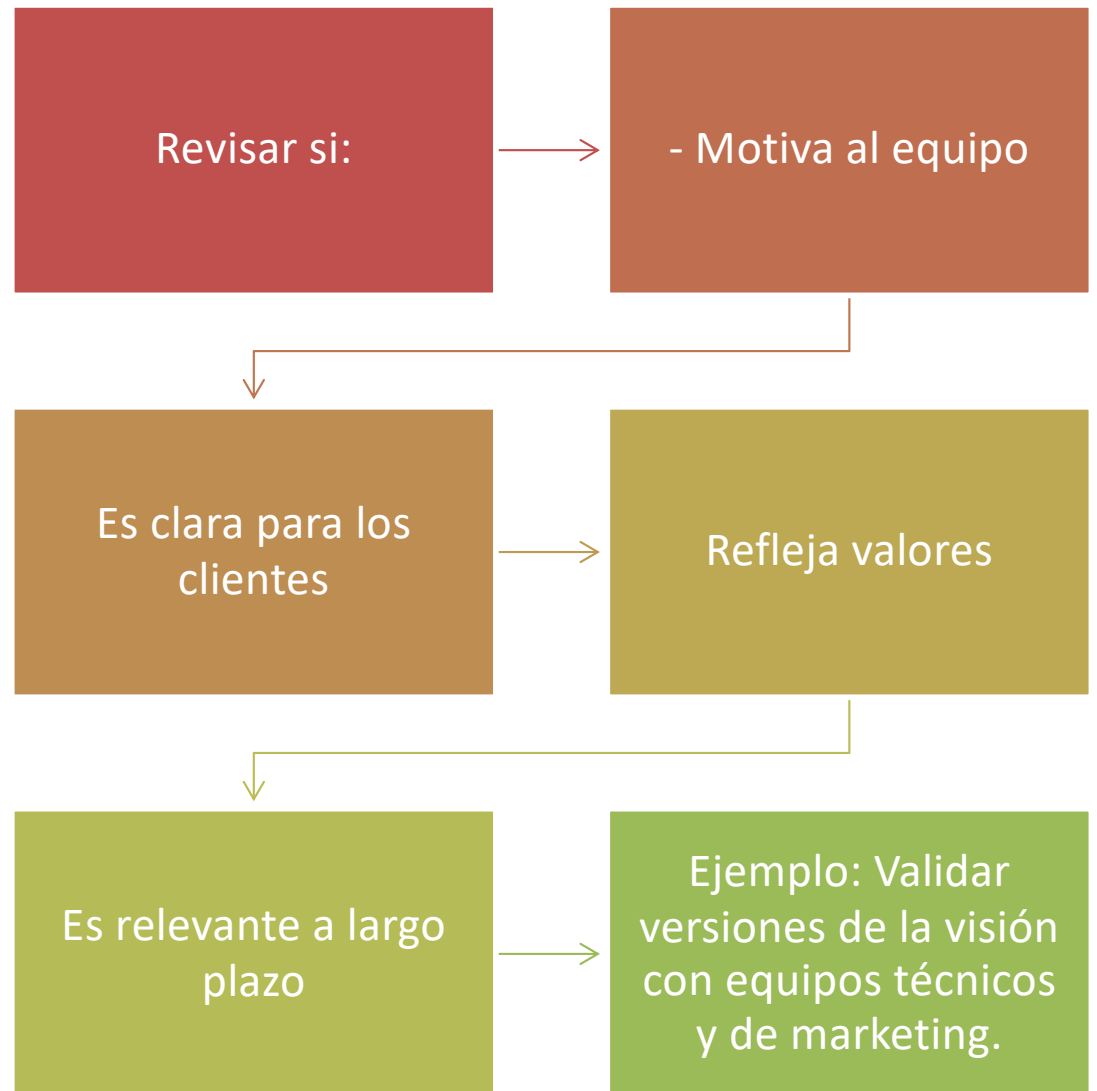 Revisar si:
- Motiva al equipo
Es clara para los
clientes
Refleja valores
Es relevante a largo
plazo
Ejemplo: Validar
versiones de la visión
con equipos técnicos
y de marketing.